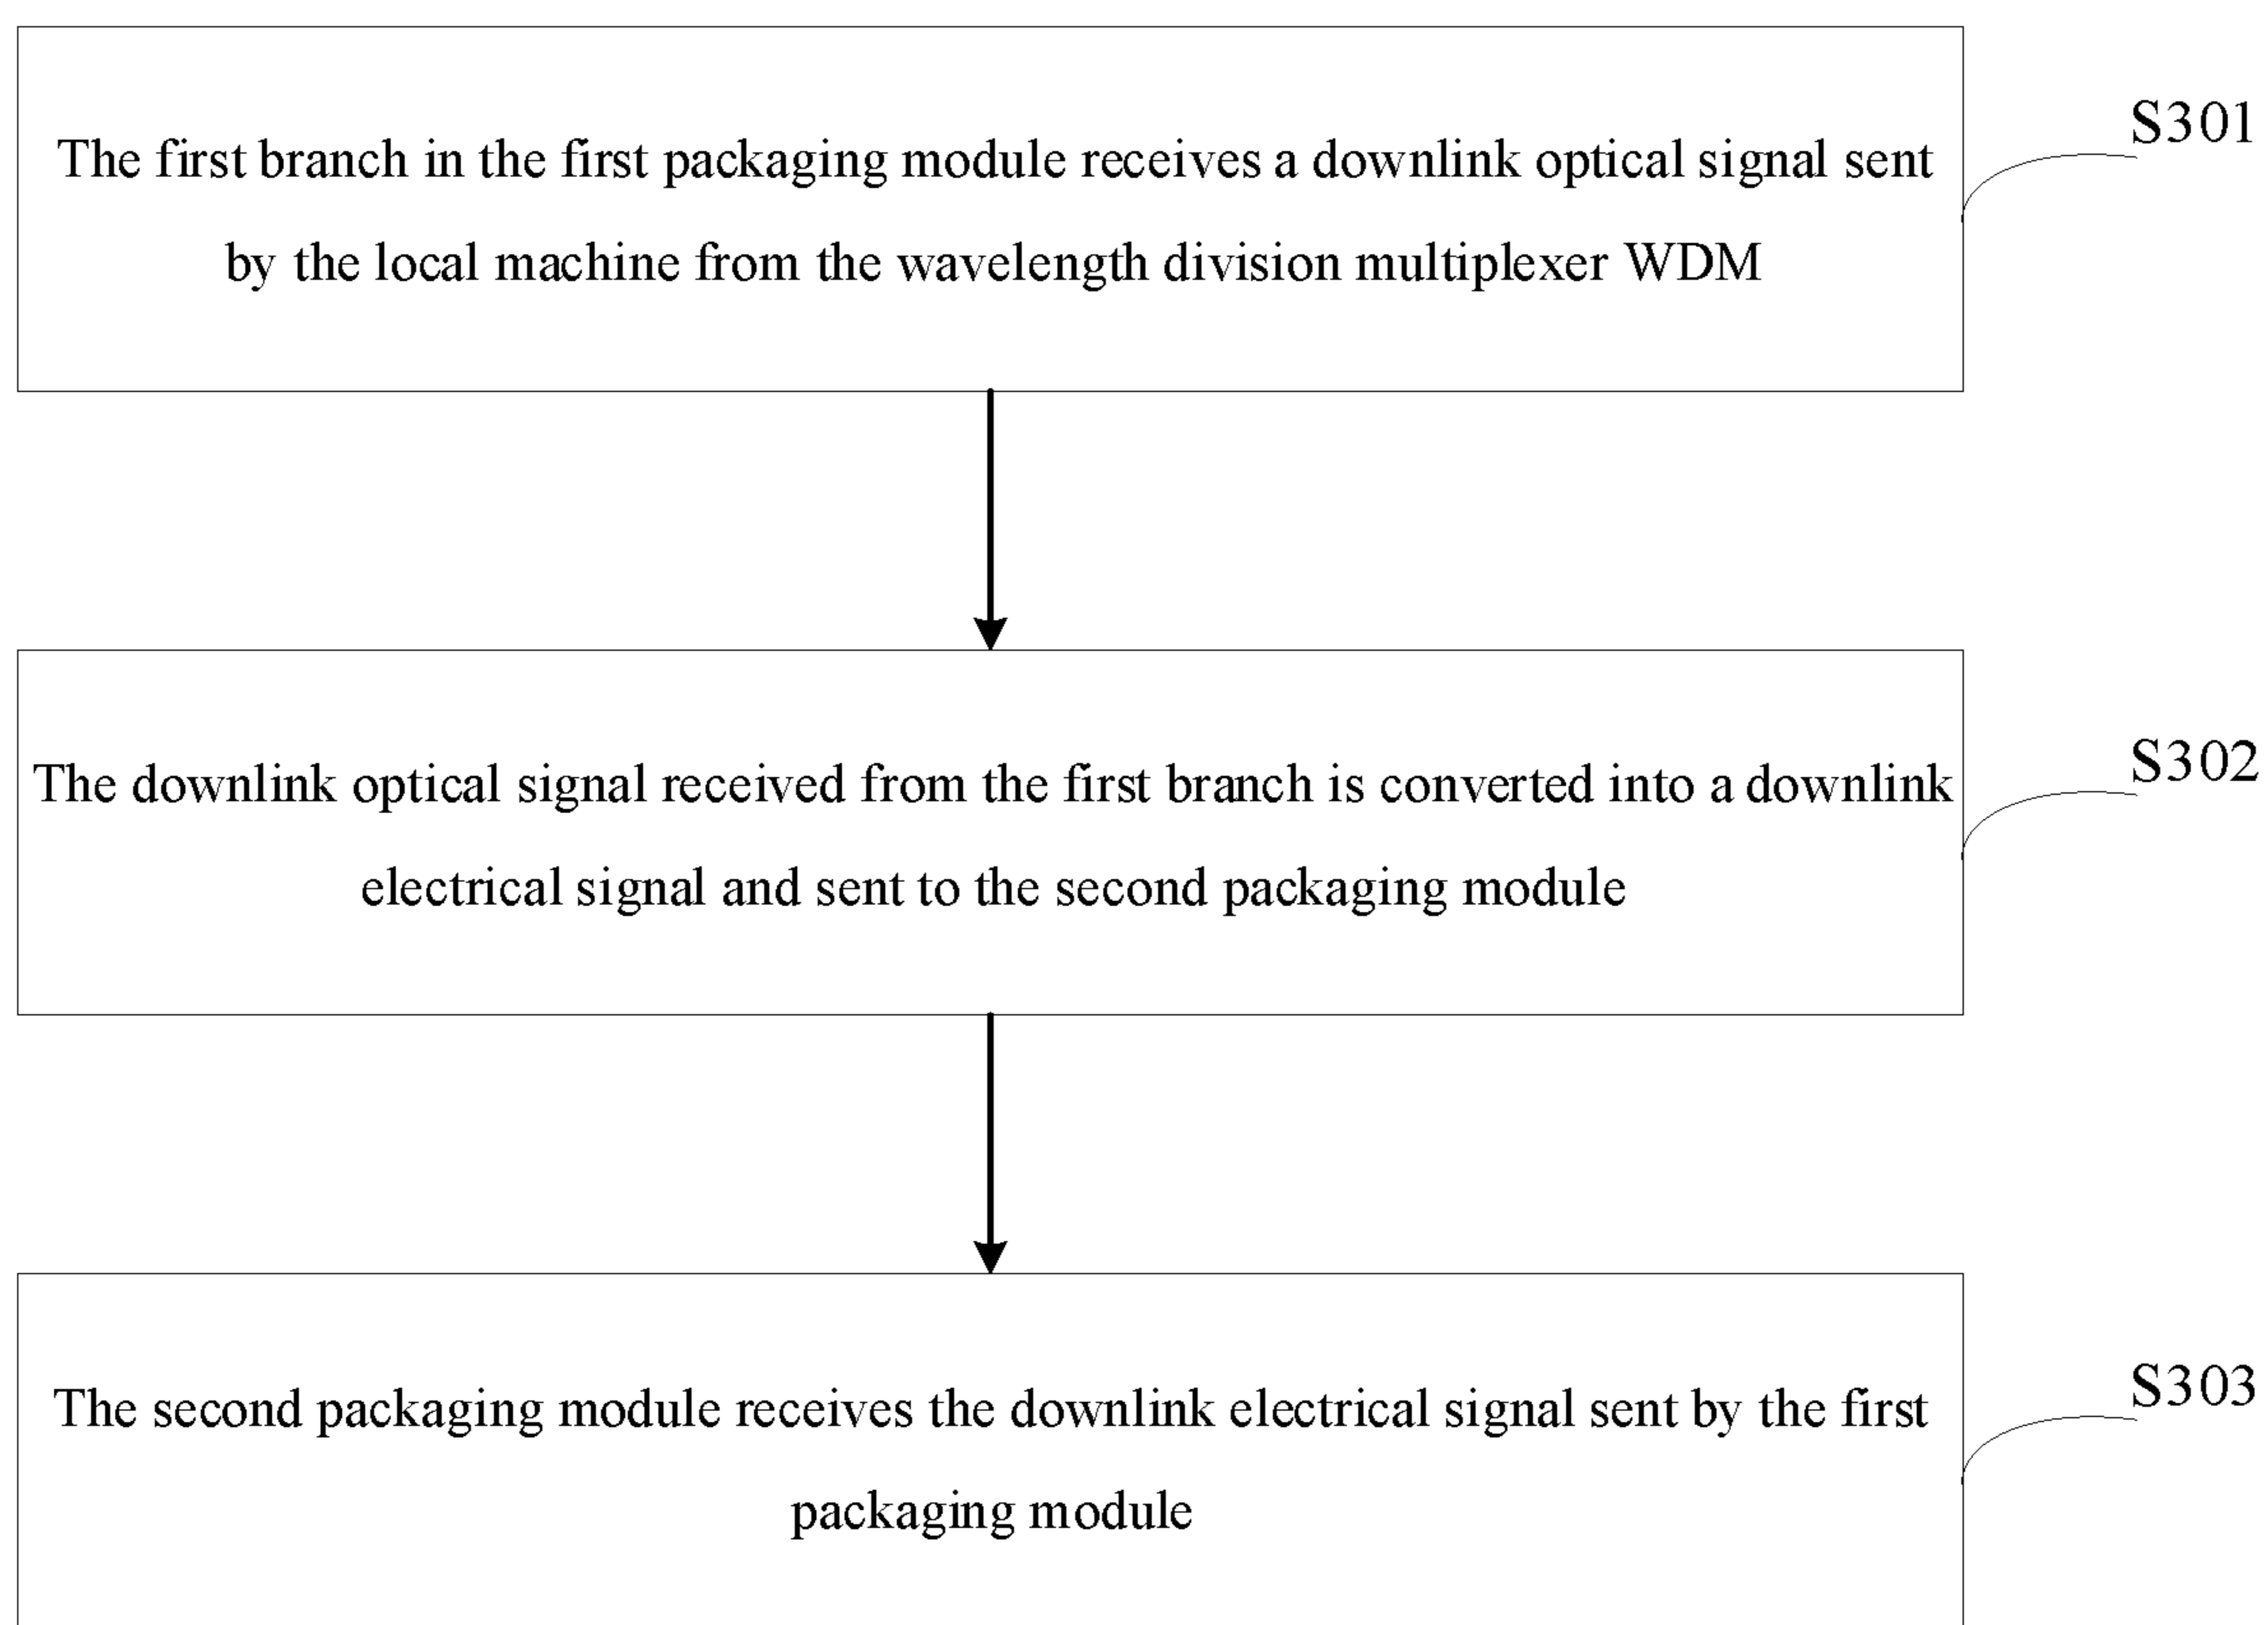 The first branch in the first packaging module receives a downlink optical signal sent
by the local machine from the wavelength division multiplexer WDM
S301
The downlink optical signal received from the first branch is converted into a downlink
electrical signal and sent to the second packaging module
S302
The second packaging module receives the downlink electrical signal sent by the first
packaging module
S303